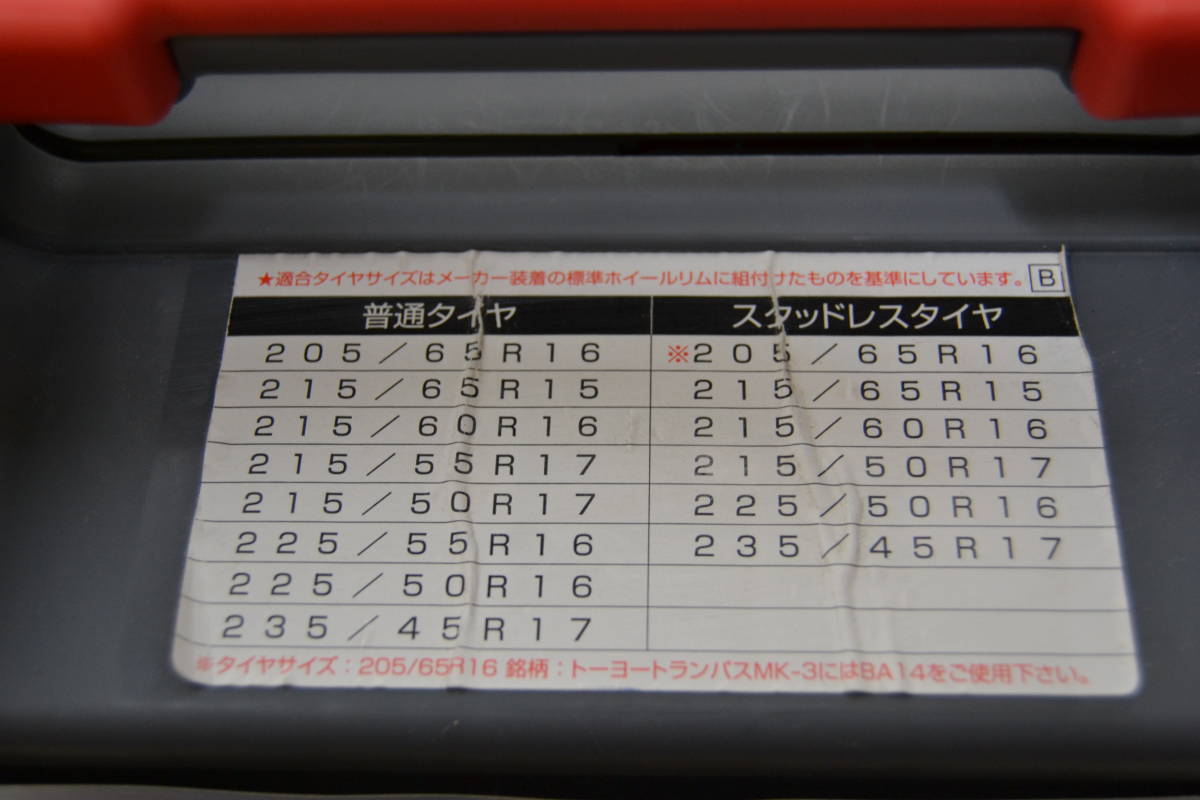 ★適合タイヤサイズはメーカー装着の標準ホイールリムに組付けたものを基準にしています。 B
普通タイヤ スタッドレスタイヤ
205/65R16 ※205/65R16
215/65R15 215/65R15
215/60R16 215/60R16
215/55R17 215/50R17
215/50R17 225/50R16
225/55R16 235/45R17
225/50R16
235/45R17
※タイヤサイズ：205/65R16 銘柄：トーヨートランパスMK-3にはBA14をご使用下さい。